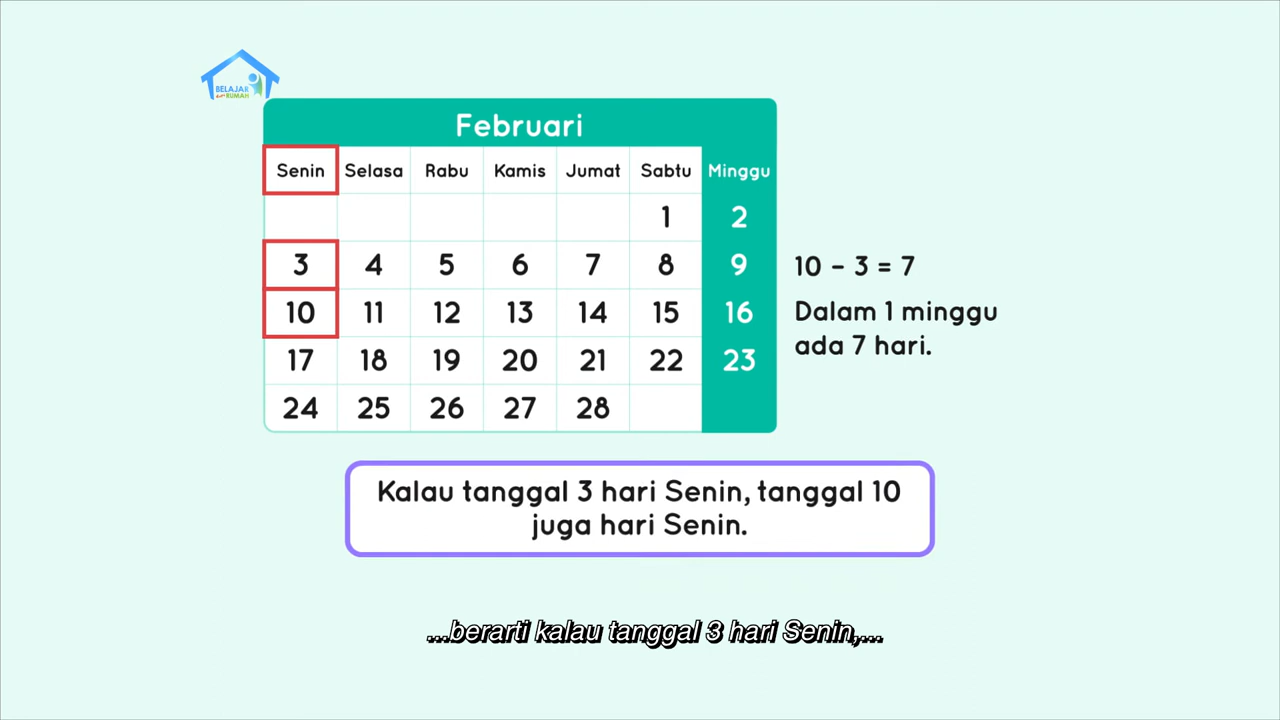 BELAJAR
dari RUMAH
Februari
Senin Selasa Rabu Kamis Jumat Sabtu Minggu
1 2
3 4 5 6 7 8 9
10 11 12 13 14 15 16
17 18 19 20 21 22 23
24 25 26 27 28
10 - 3 = 7
Dalam 1 minggu
ada 7 hari.
Kalau tanggal 3 hari Senin, tanggal 10
juga hari Senin.
...berarti kalau tanggal 3 hari Senin,...